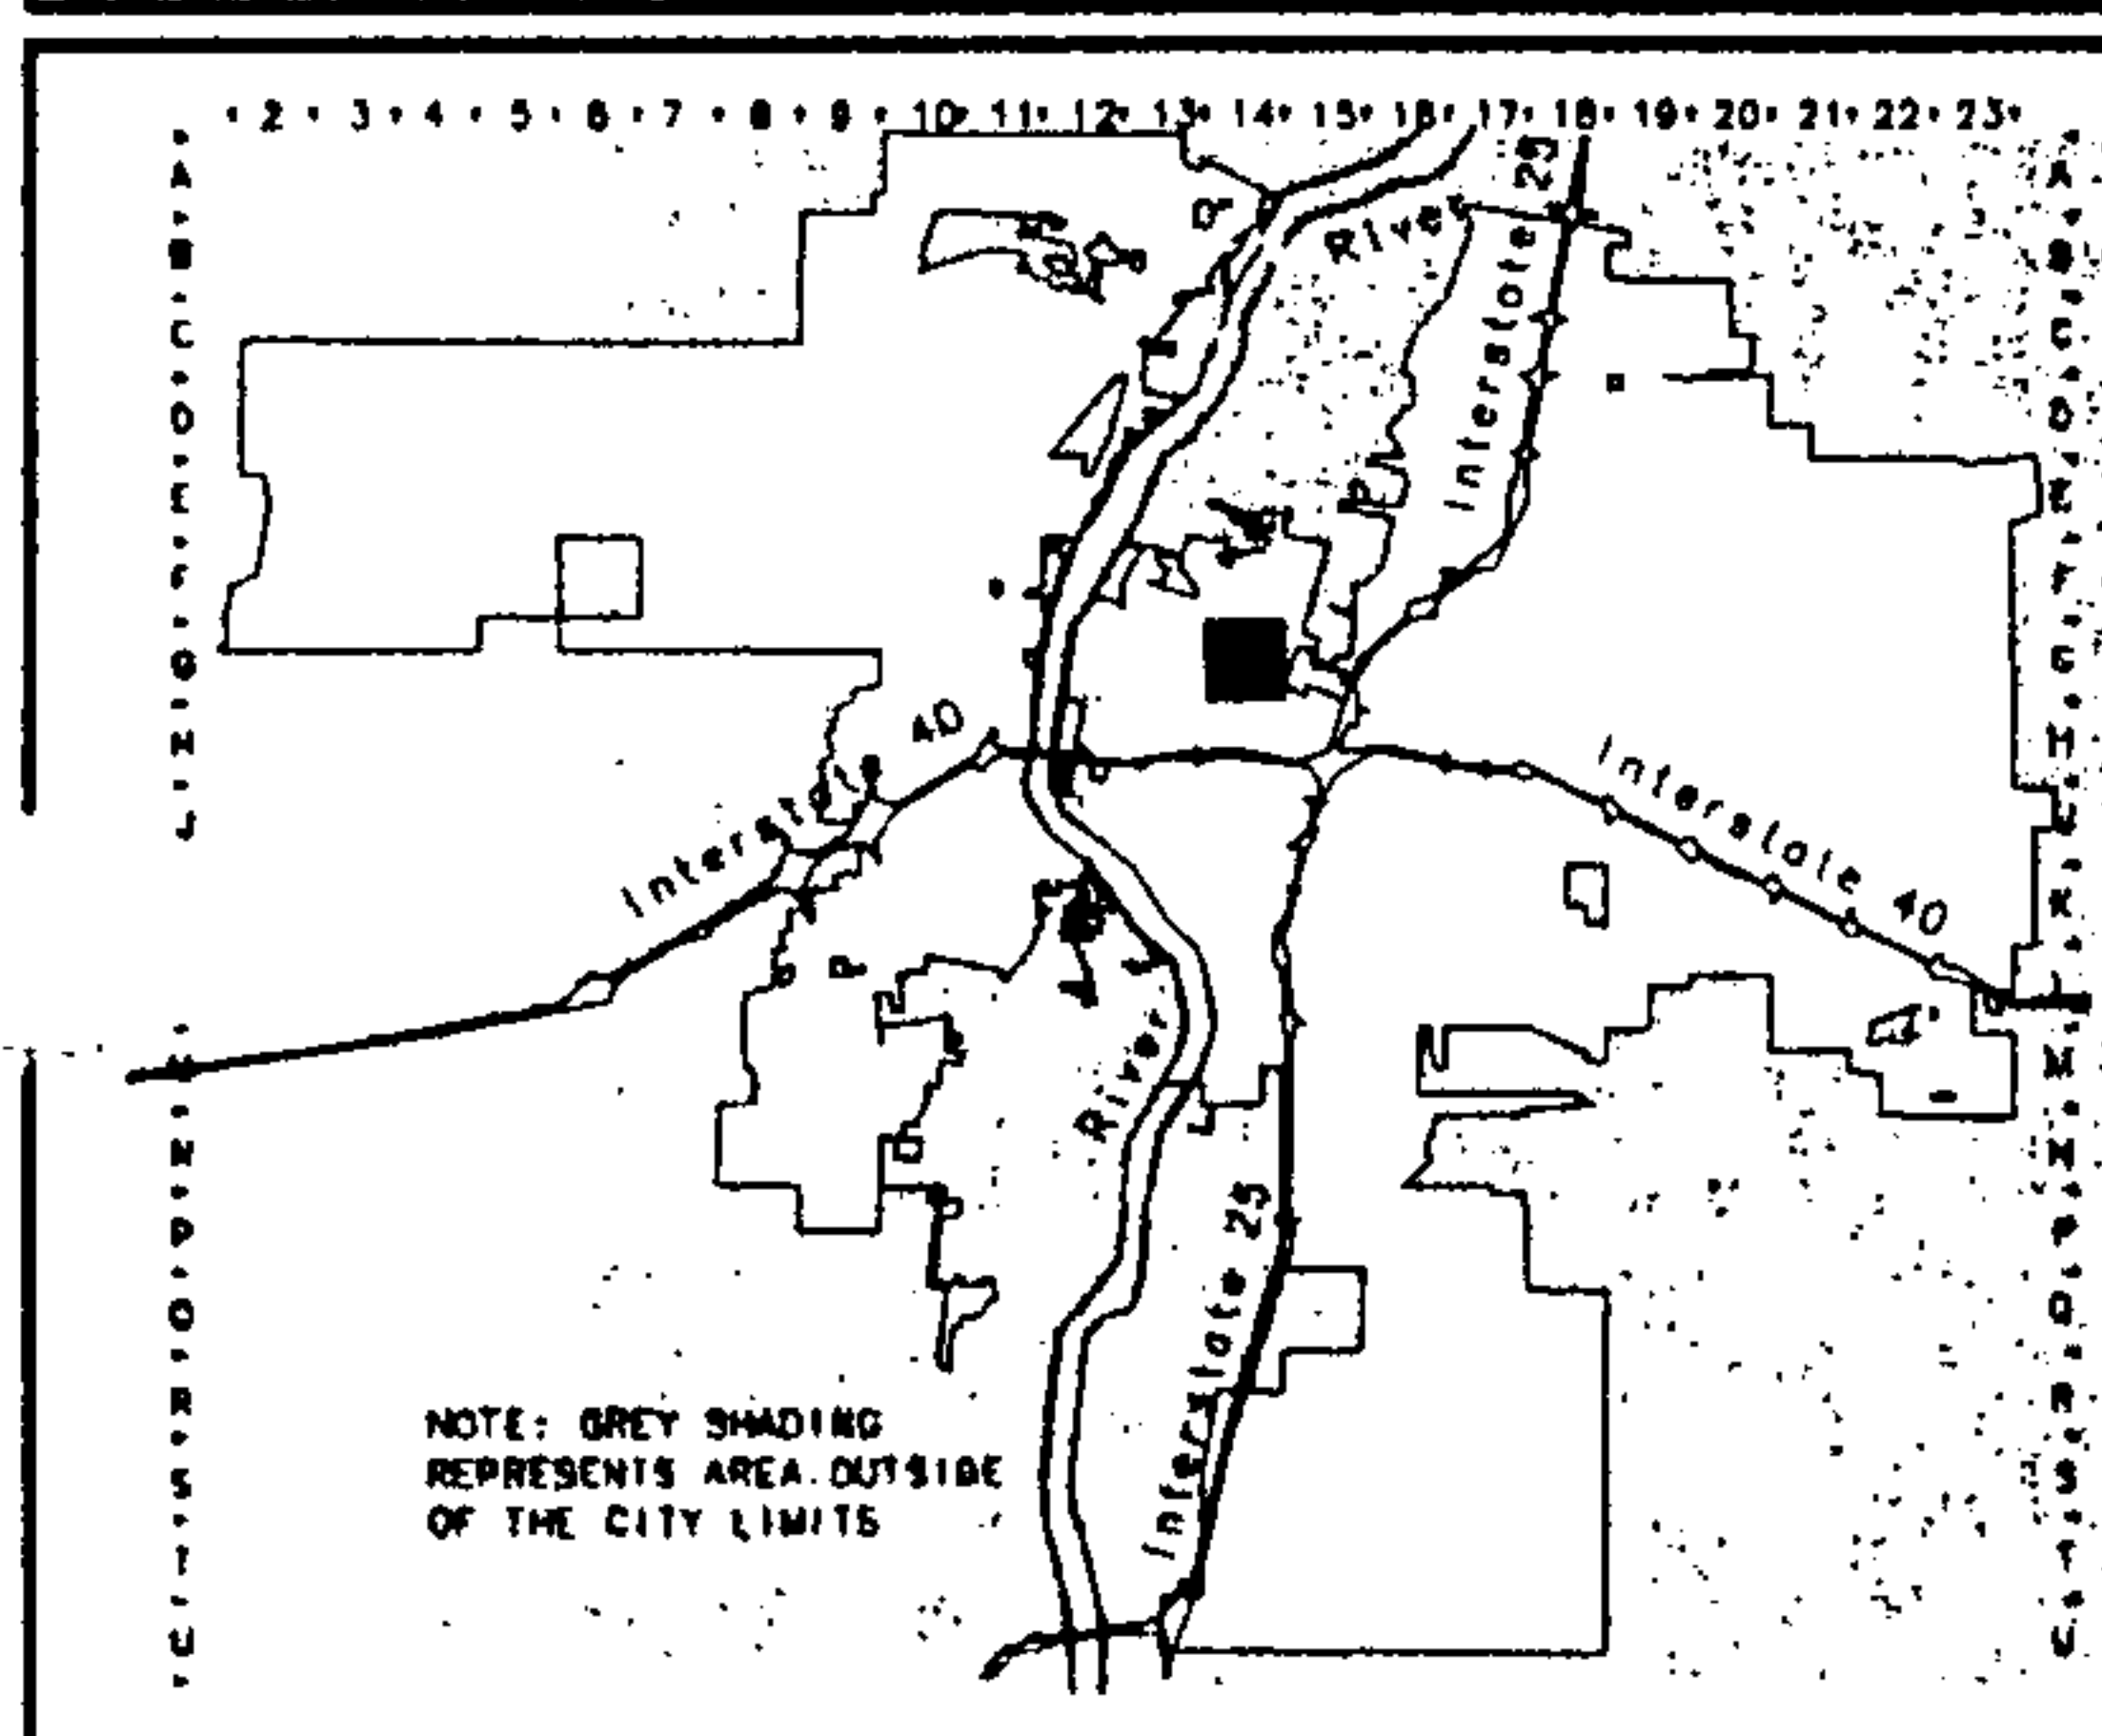 2 3 4 5 6 7 8 9 10 11 12 13 14 15 16 17 18 19 20 21 22 23
A
B
C
D
E
F
G
H
J
M
N
P
Q
R
S
T
U
River
Interstate 25
Interstate 40
Interstate 40
River
Interstate 25
NOTE: GREY SHADING
REPRESENTS AREA OUTSIDE
OF THE CITY LIMITS
A
B
C
D
E
F
G
H
J
K
L
M
N
P
Q
R
S
T
U